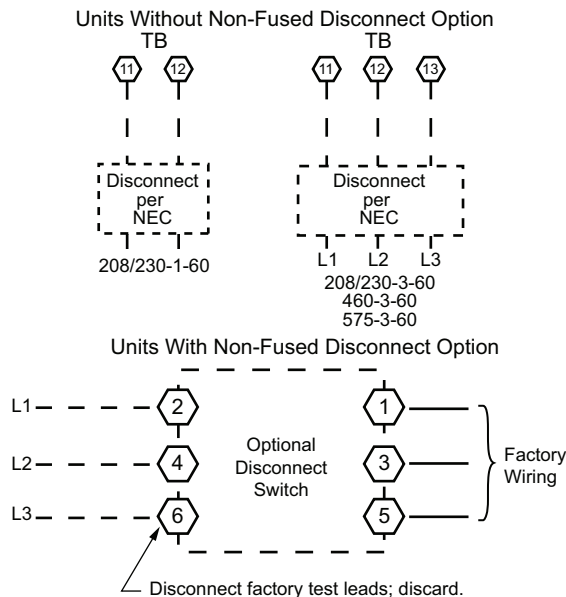 Units Without Non-Fused Disconnect Option
TB TB
11 12 11 12 13
Disconnect Disconnect
per per
NEC NEC
L1 L2 L3
208/230-1-60
208/230-3-60
460-3-60
575-3-60
Units With Non-Fused Disconnect Option
L1 2 1
L2 4 Optional Disconnect Switch 3 Factory Wiring
L3 6 5
Disconnect factory test leads; discard.